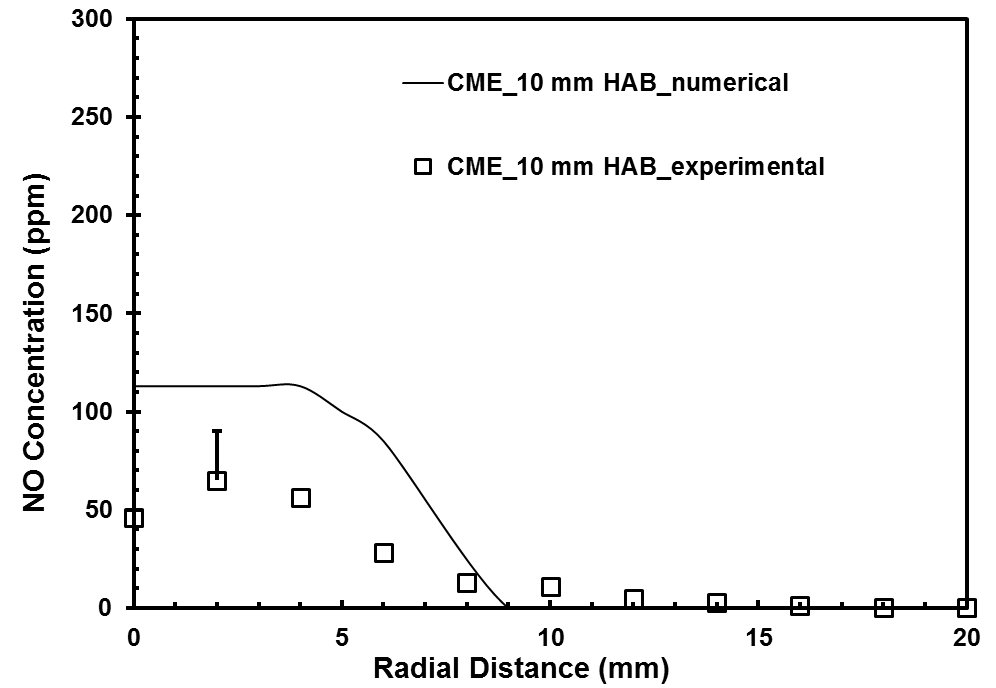 300
250
200
150
100
50
0
NO Concentration (ppm)
CME_10 mm HAB_numerical
CME_10 mm HAB_experimental
0 5 10 15 20
Radial Distance (mm)